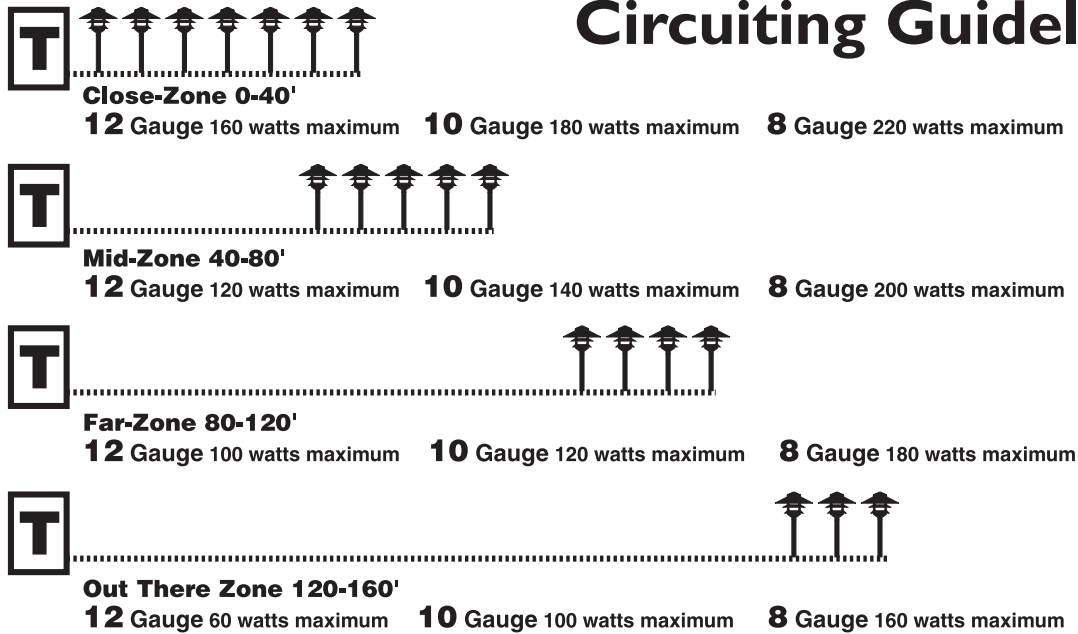 Circuiting Guidel
T
Close-Zone 0-40'
12 Gauge 160 watts maximum 10 Gauge 180 watts maximum 8 Gauge 220 watts maximum
T
Mid-Zone 40-80'
12 Gauge 120 watts maximum 10 Gauge 140 watts maximum 8 Gauge 200 watts maximum
T
Far-Zone 80-120'
12 Gauge 100 watts maximum 10 Gauge 120 watts maximum 8 Gauge 180 watts maximum
T
Out There Zone 120-160'
12 Gauge 60 watts maximum 10 Gauge 100 watts maximum 8 Gauge 160 watts maximum